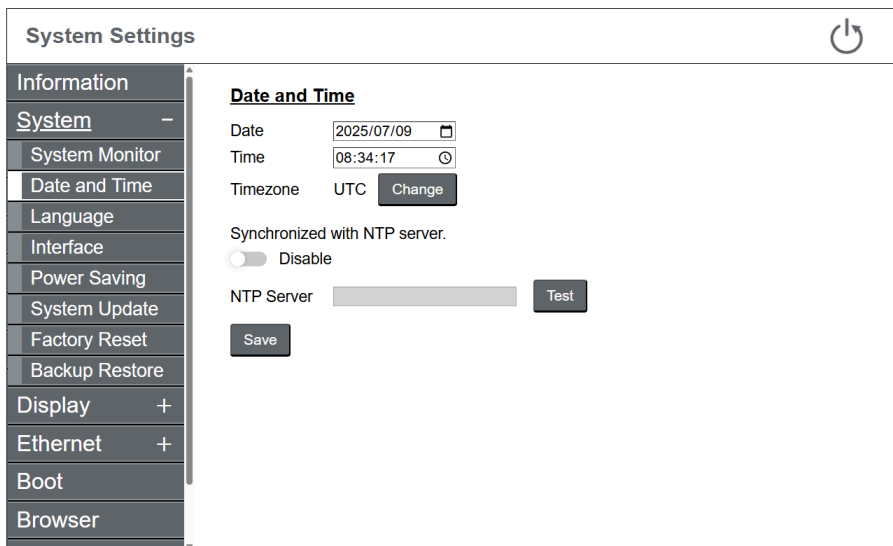 System Settings
Information
System −
System Monitor
Date and Time
Language
Interface
Power Saving
System Update
Factory Reset
Backup Restore
Display +
Ethernet +
Boot
Browser
Date and Time
Date 2025/07/09
Time 08:34:17
Timezone UTC Change
Synchronized with NTP server.
Disable
NTP Server Test
Save